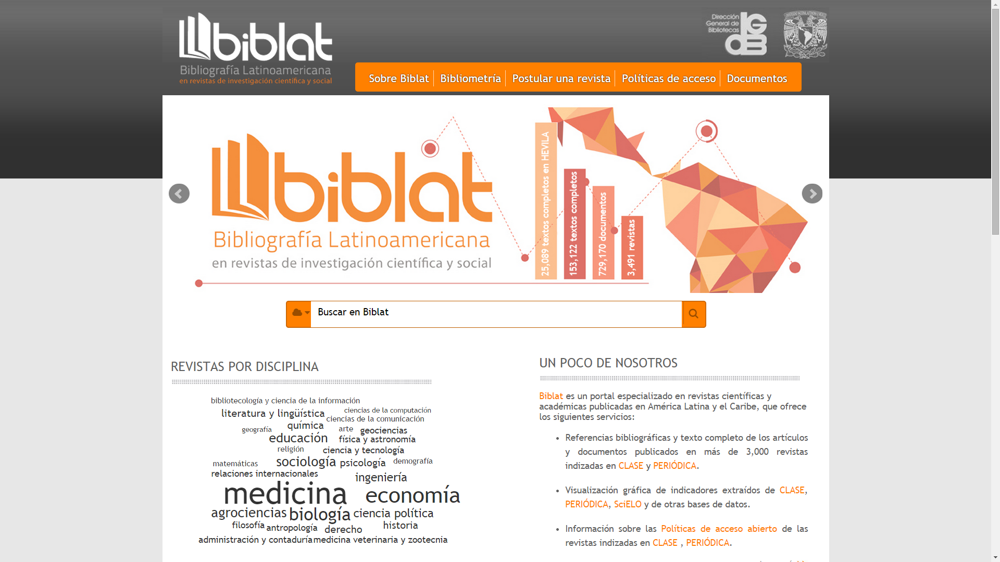 biblat
Bibliografía Latinoamericana
en revistas de investigación científica y social
Dirección
General de
Bibliotecas
DGB
Sobre Biblat
Bibliometría
Postular una revista
Políticas de acceso
Documentos
biblat
Bibliografía Latinoamericana
en revistas de investigación científica y social
25,089 textos completos en HEVILA
153,122 textos completos
729,170 documentos
3,491 revistas
Buscar en Biblat
REVISTAS POR DISCIPLINA
bibliotecología y ciencia de la información
ciencias de la computación
literatura y lingüística
ciencias de la comunicación
química
geografía
arte
geociencias
educación
física y astronomía
religión
ciencia y tecnología
sociología
psicología
demografía
matemáticas
relaciones internacionales
ingeniería
medicina
economía
agrociencias
biología
ciencia política
filosofía
antropología
derecho
historia
administración y contaduría
medicina veterinaria y zootecnia
UN POCO DE NOSOTROS
Biblat es un portal especializado en revistas científicas y
académicas publicadas en América Latina y el Caribe, que ofrece
los siguientes servicios:
• Referencias bibliográficas y texto completo de los artículos
y documentos publicados en más de 3,000 revistas
indizadas en CLASE y PERIÓDICA.
• Visualización gráfica de indicadores extraídos de CLASE,
PERIÓDICA, SciELO y de otras bases de datos.
• Información sobre las Políticas de acceso abierto de las
revistas indizadas en CLASE , PERIÓDICA.